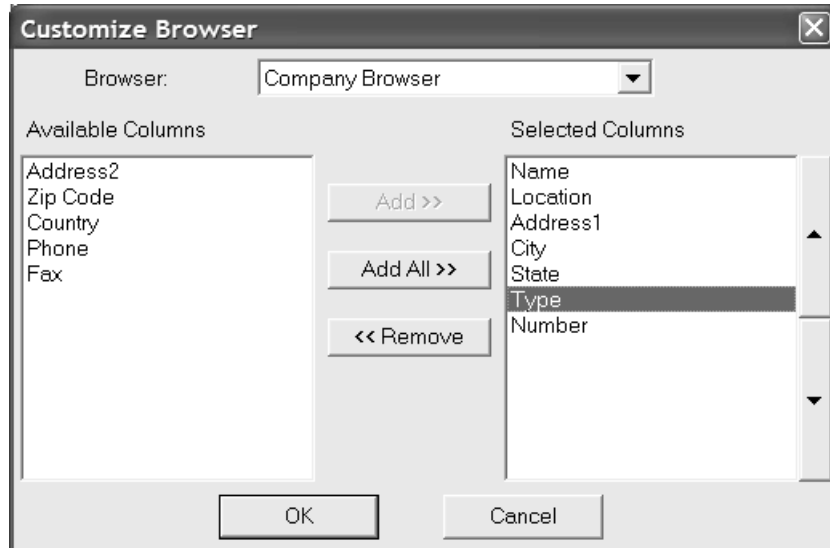 Customize Browser
Browser:
Company Browser
Available Columns
Selected Columns
Address2
Zip Code
Country
Phone
Fax
Add >>
Add All >>
<< Remove
Name
Location
Address1
City
State
Type
Number
OK
Cancel